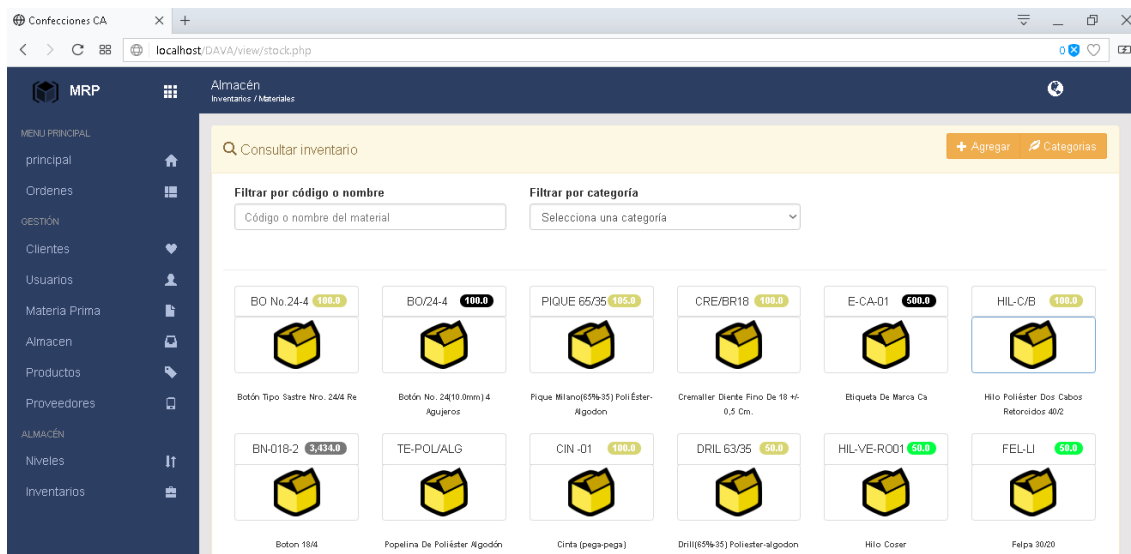 Confecciones CA
localhost/DAVA/view/stock.php
0
MRP
Almacén
Inventarios / Materiales
MENU PRINCIPAL
principal
Ordenes
GESTIÓN
Clientes
Usuarios
Materia Prima
Almacen
Productos
Proveedores
ALMACÉN
Niveles
Inventarios
Consultar inventario
Agregar
Categorias
Filtrar por código o nombre
Filtrar por categoría
Código o nombre del material
Selecciona una categoría
BO No.24-4 100.0
BO/24-4 100.0
PIQUE 65/35 105.0
CRE/BR18 100.0
E-CA-01 500.0
HIL-C/B 100.0
Botón Tipo Sastre Nro. 24/4 Re
Botón No. 24(10.0mm) 4
Agujeros
Pique Milano(65%-35) PoliÉster-
Algodon
Cremaller Diente Fino De 18 +/-
0,5 Cm.
Etiqueta De Marca Ca
Hilo Poliéster Dos Cabos
Retorcidos 40/2
BN-018-2 3,434.0
TE-POL/ALG
CIN -01 100.0
DRIL 63/35 50.0
HIL-VE-RO01 50.0
FEL-LI 50.0
Boton 18/4
Popelina De Poliéster Algodón
Cinta (pega-pega)
Drill(65%-35) Poliester-algodon
Hilo Coser
Felpa 30/20